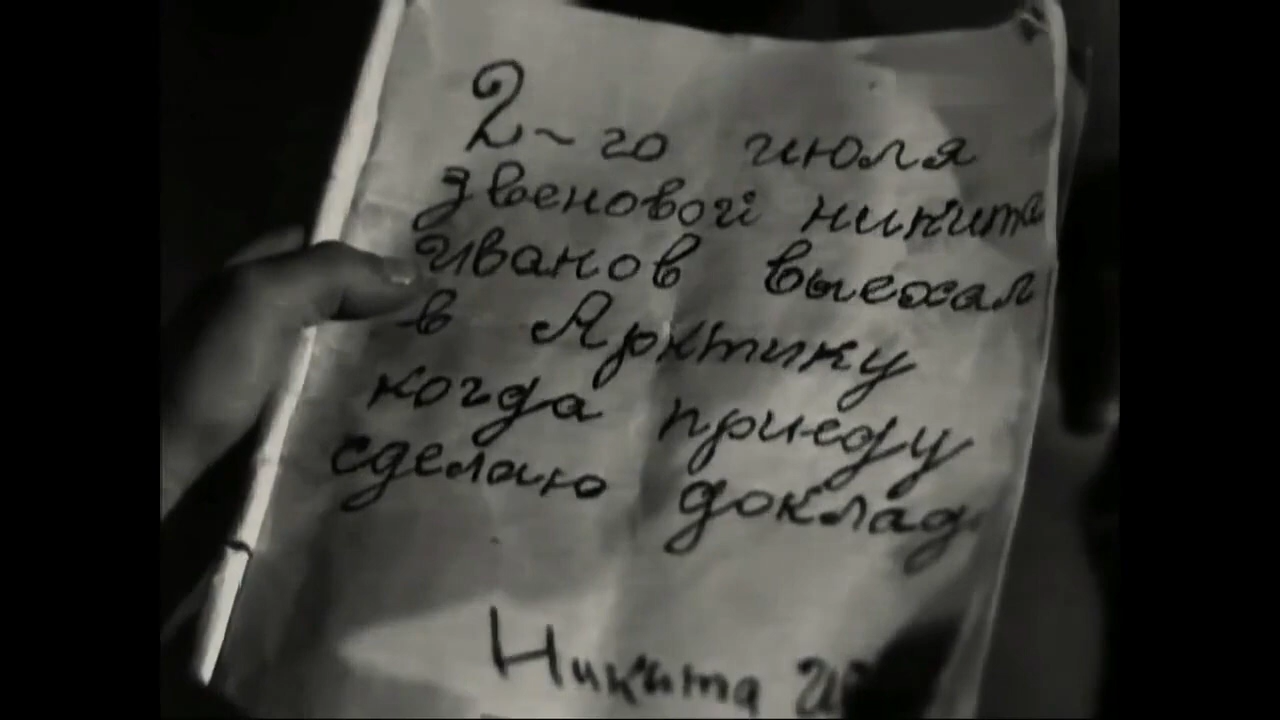 2-го июля
звеновой никита
Иванов выехал
в Арктику
когда приеду
сделаю доклад.
Никита